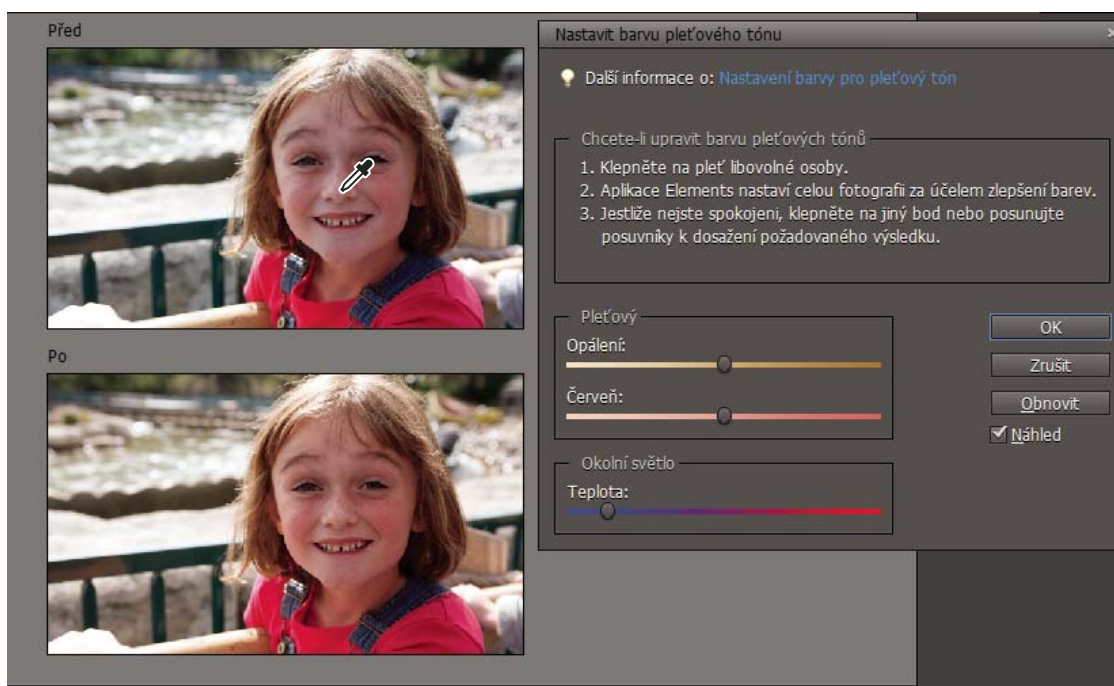 Před
Po
Nastavit barvu pleťového tónu
Další informace o: Nastavení barvy pro pleťový tón
Chcete-li upravit barvu pleťových tónů
1. Klepněte na pleť libovolné osoby.
2. Aplikace Elements nastaví celou fotografii za účelem zlepšení barev.
3. Jestliže nejste spokojeni, klepněte na jiný bod nebo posunujte
posuvníky k dosažení požadovaného výsledku.
Pleťový
Opálení:
Červeň:
Okolní světlo
Teplota:
OK
Zrušit
Obnovit
Náhled